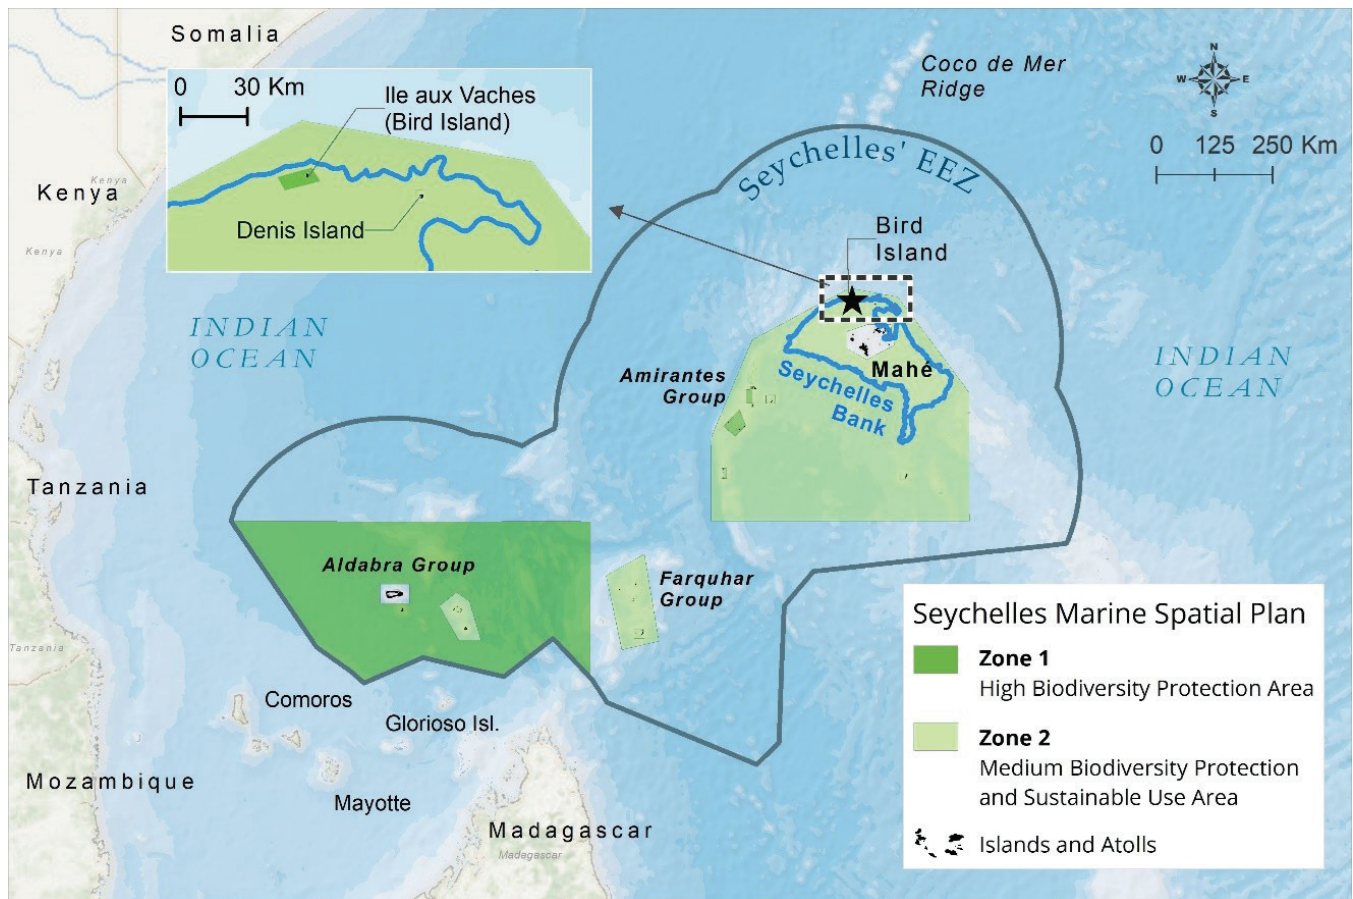 Somalia
0 30 Km
Ile aux Vaches
(Bird Island)
Denis Island
Coco de Mer
Ridge
N
W E
S
0 125 250 Km
Seychelles' EEZ
Kenya
Kenya
Kenya
Bird
Island
INDIAN
OCEAN
INDIAN
OCEAN
Mahé
Amirantes
Group
Seychelles
Bank
Tanzania
Aldabra Group
Farquhar
Group
Tanzania
Comoros
Glorioso Isl.
Mozambique
Mayotte
Madagascar
Madagascar
Seychelles Marine Spatial Plan
Zone 1
High Biodiversity Protection Area
Zone 2
Medium Biodiversity Protection
and Sustainable Use Area
Islands and Atolls